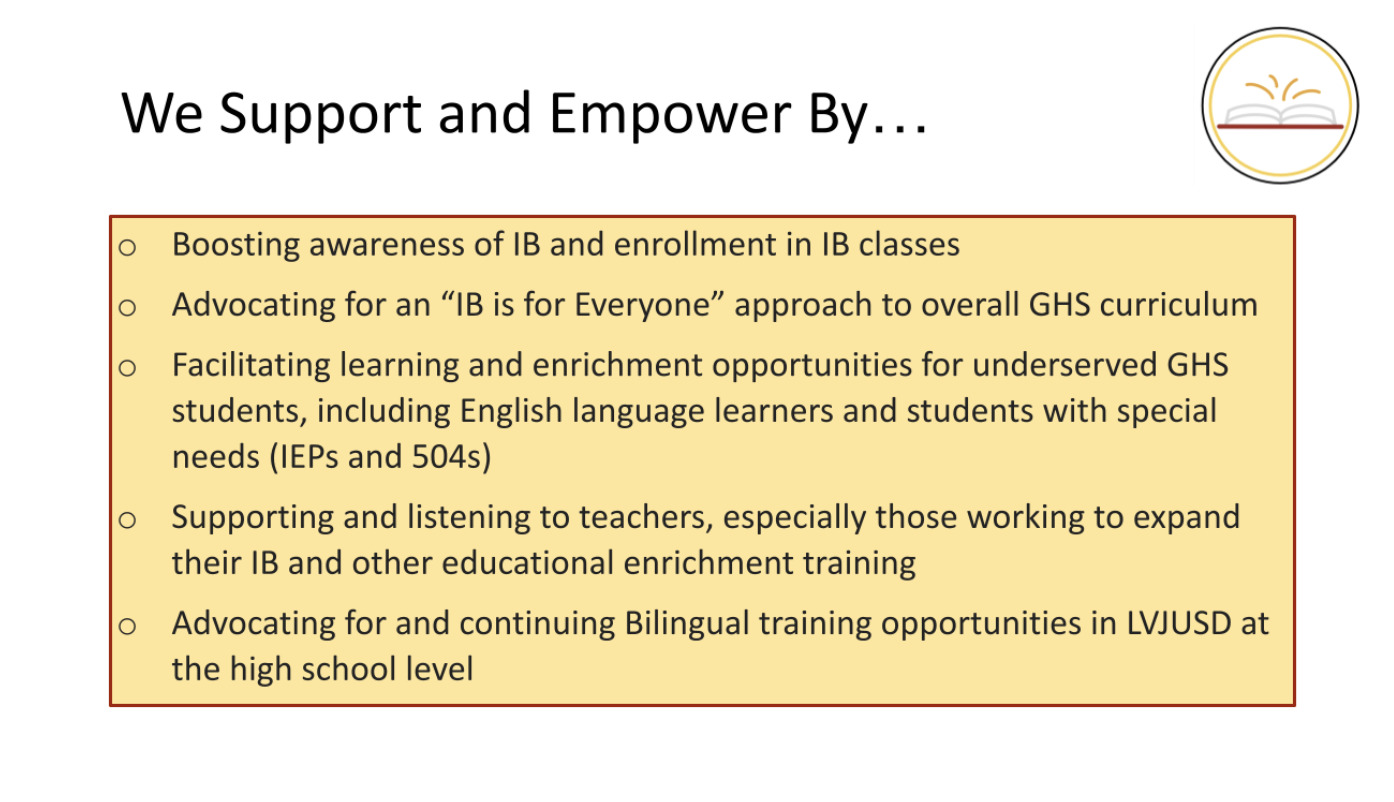 We Support and Empower By…
o Boosting awareness of IB and enrollment in IB classes
o Advocating for an “IB is for Everyone” approach to overall GHS curriculum
o Facilitating learning and enrichment opportunities for underserved GHS
students, including English language learners and students with special
needs (IEPs and 504s)
o Supporting and listening to teachers, especially those working to expand
their IB and other educational enrichment training
o Advocating for and continuing Bilingual training opportunities in LVJUSD at
the high school level